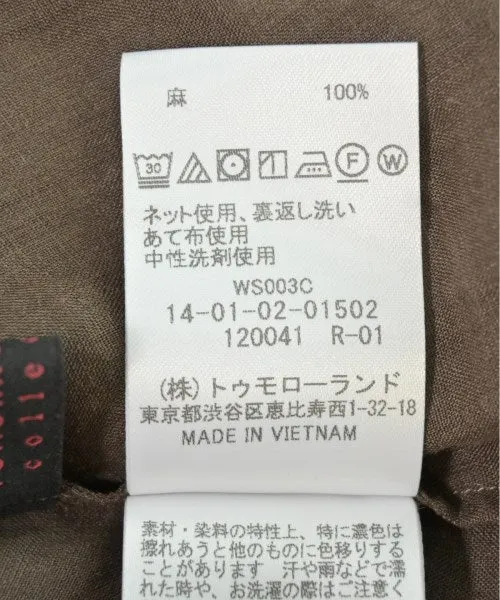 麻 100%
30
F W
ネット使用、裏返し洗い
あて布使用
中性洗剤使用
WS003C
14-01-02-01502
120041 R-01
(株)トゥモローランド
東京都渋谷区恵比寿西1-32-18
MADE IN VIETNAM
colle
素材・染料の特性上、特に濃色は
擦れあうと他のものに色移りする
ことがあります 汗や雨などで濡
れた時や、お洗濯の際はご注意く